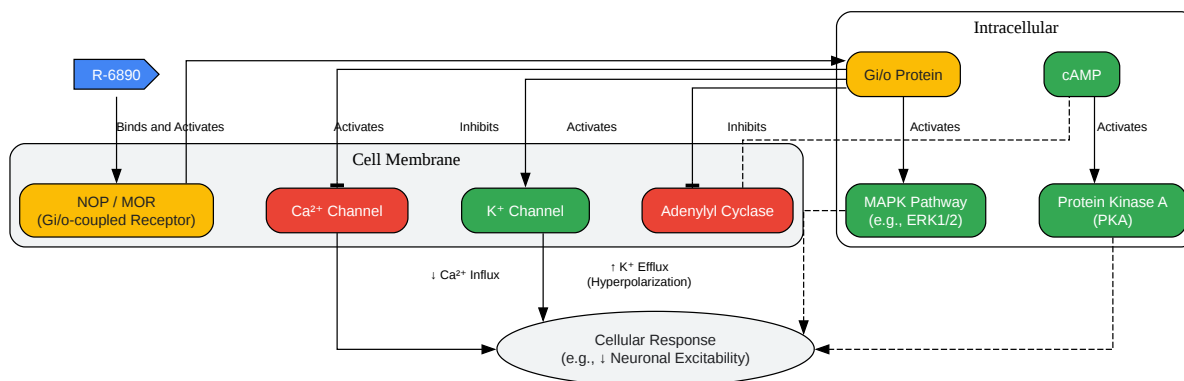 Intracellular
R-6890
Gi/o Protein
cAMP
Binds and Activates
Activates
Inhibits
Activates
Inhibits
Activates
Activates
Cell Membrane
NOP / MOR
(Gi/o-coupled Receptor)
Ca²⁺ Channel
K⁺ Channel
Adenylyl Cyclase
MAPK Pathway
(e.g., ERK1/2)
Protein Kinase A
(PKA)
↓ Ca²⁺ Influx
↑ K⁺ Efflux
(Hyperpolarization)
Cellular Response
(e.g., ↓ Neuronal Excitability)